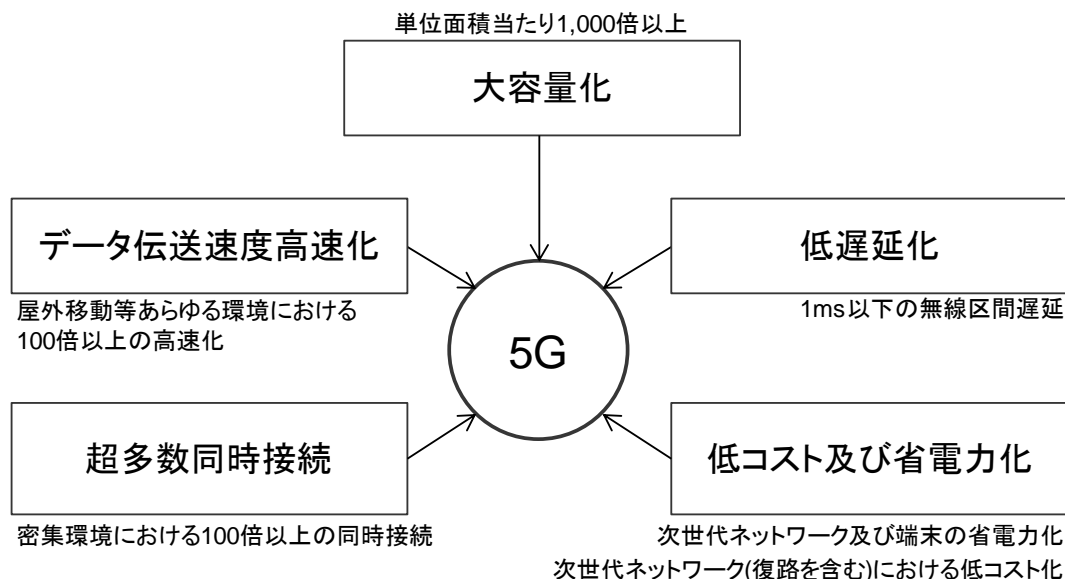 単位面積当たり1,000倍以上
大容量化
データ伝送速度高速化
屋外移動等あらゆる環境における
100倍以上の高速化
低遅延化
1ms以下の無線区間遅延
5G
超多数同時接続
密集環境における100倍以上の同時接続
低コスト及び省電力化
次世代ネットワーク及び端末の省電力化
次世代ネットワーク(復路を含む)における低コスト化